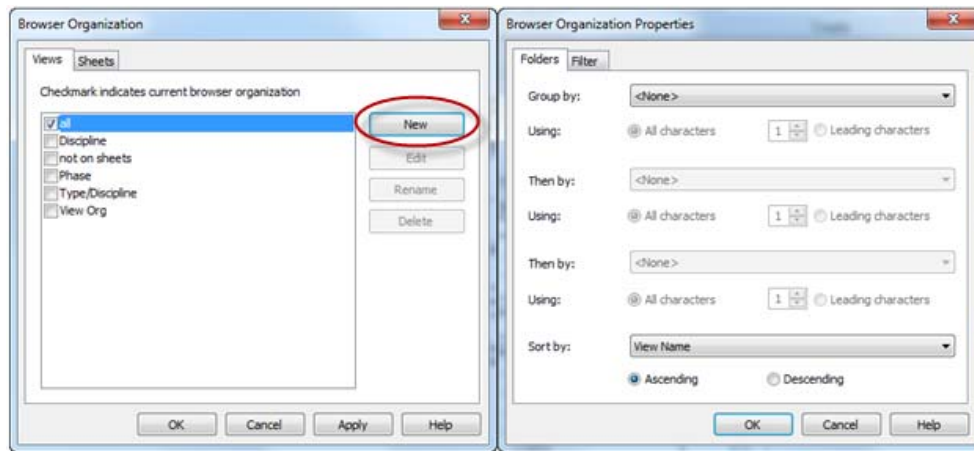 Browser Organization
Views Sheets
Checkmark indicates current browser organization
all
Discipline
not on sheets
Phase
Type/Discipline
View Org
New
Edit
Rename
Delete
OK Cancel Apply Help
Browser Organization Properties
Folders Filter
Group by: <None>
Using: All characters 1 Leading characters
Then by: <None>
Using: All characters 1 Leading characters
Then by: <None>
Using: All characters 1 Leading characters
Sort by: View Name
Ascending Descending
OK Cancel Help